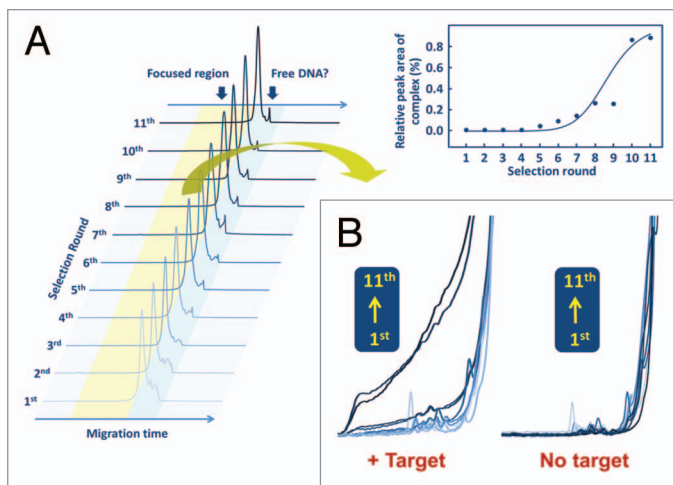 A
Focused region
Free DNA?
11th
10th
9th
8th
7th
6th
5th
4th
3rd
2nd
1st
Selection Round
Migration time
Relative peak area of
complex (%)
0.8
0.6
0.4
0.2
0.0
1 2 3 4 5 6 7 8 9 10 11
Selection round
B
11th
1st
+ Target
11th
1st
No target